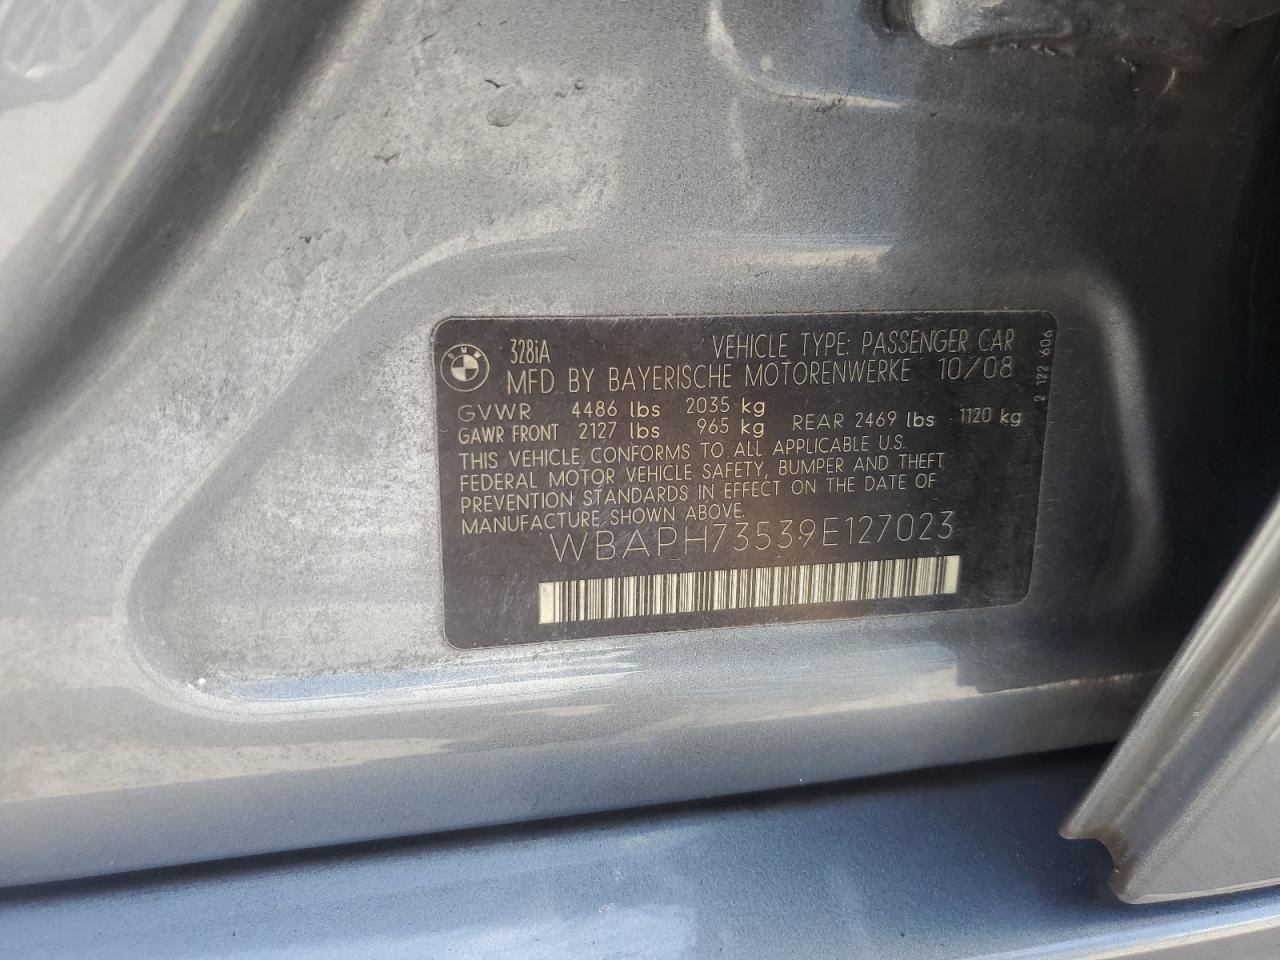 BMW
328iA
VEHICLE TYPE: PASSENGER CAR
MFD. BY BAYERISCHE MOTORENWERKE 10/08
GVWR 4486 lbs 2035 kg
GAWR FRONT 2127 lbs 965 kg REAR 2469 lbs 1120 kg
THIS VEHICLE CONFORMS TO ALL APPLICABLE U.S.
FEDERAL MOTOR VEHICLE SAFETY, BUMPER AND THEFT
PREVENTION STANDARDS IN EFFECT ON THE DATE OF
MANUFACTURE SHOWN ABOVE.
WBAPH73539E127023
2 122 606